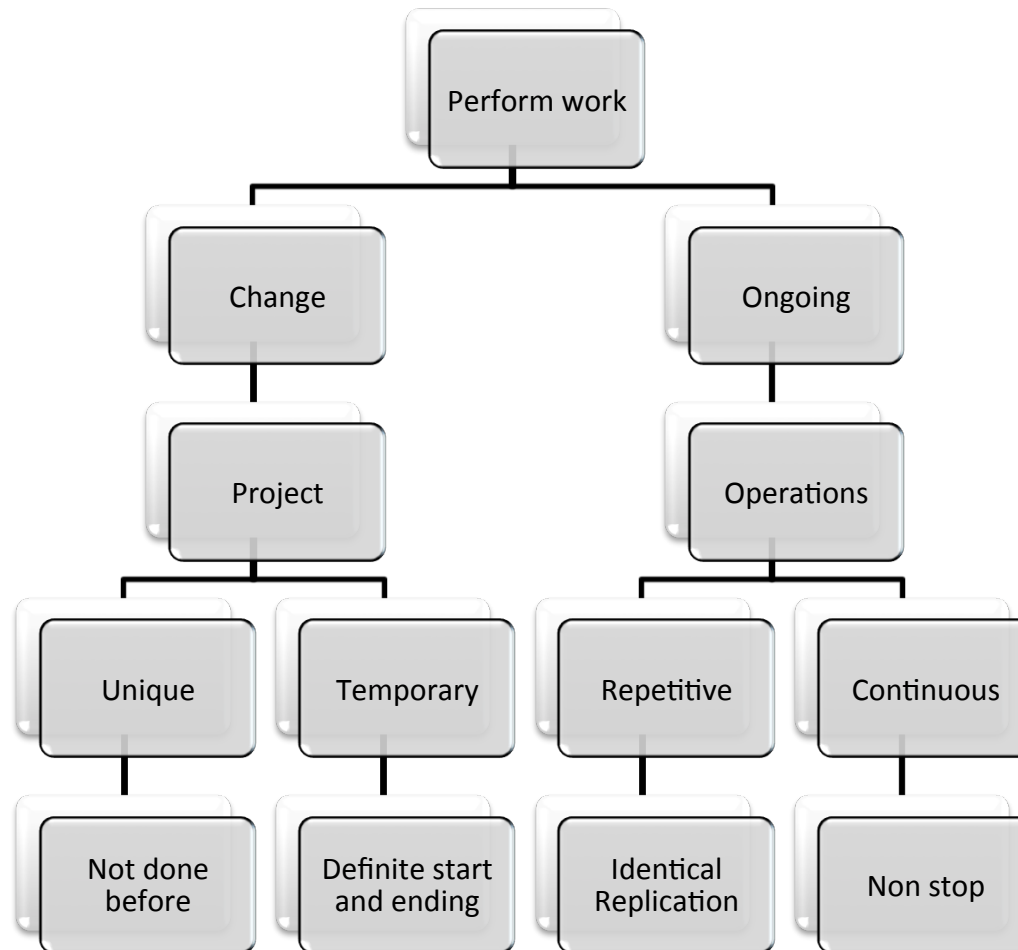 Perform work
Change
Ongoing
Project
Operations
Unique
Temporary
Repetitive
Continuous
Not done
before
Definite start
and ending
Identical
Replication
Non stop